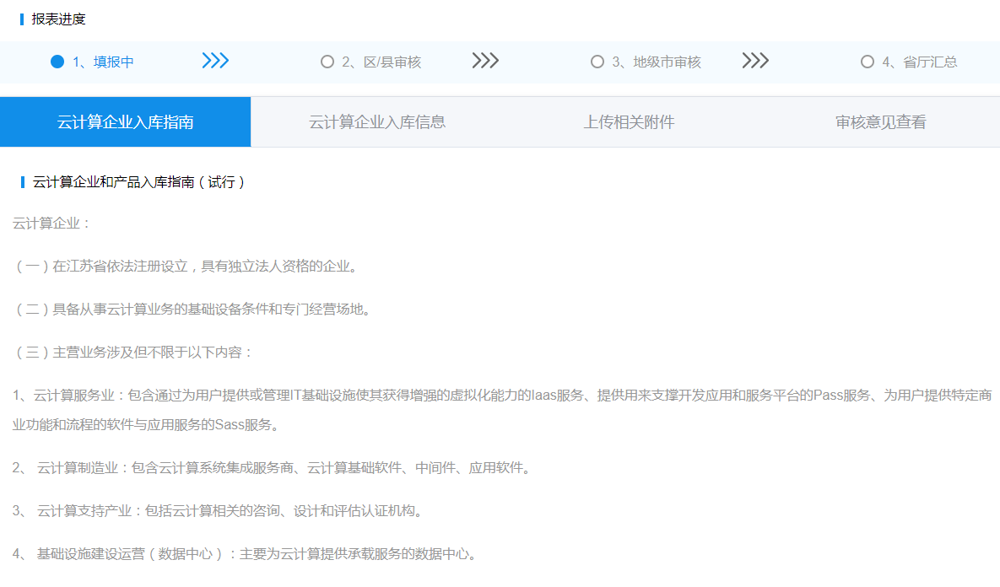 报表进度
1、填报中
2、区/县审核
3、地级市审核
4、省厅汇总
云计算企业入库指南
云计算企业入库信息
上传相关附件
审核意见查看
云计算企业和产品入库指南（试行）
云计算企业：
（一）在江苏省依法注册设立，具有独立法人资格的企业。
（二）具备从事云计算业务的基础设备条件和专门经营场地。
（三）主营业务涉及但不限于以下内容：
1、云计算服务业：包含通过为用户提供或管理IT基础设施使其获得增强的虚拟化能力的Iaas服务、提供用来支撑开发应用和服务平台的Pass服务、为用户提供特定商
业功能和流程的软件与应用服务的Sass服务。
2、 云计算制造业：包含云计算系统集成服务商、云计算基础软件、中间件、应用软件。
3、 云计算支持产业：包括云计算相关的咨询、设计和评估认证机构。
4、 基础设施建设运营（数据中心）：主要为云计算提供承载服务的数据中心。